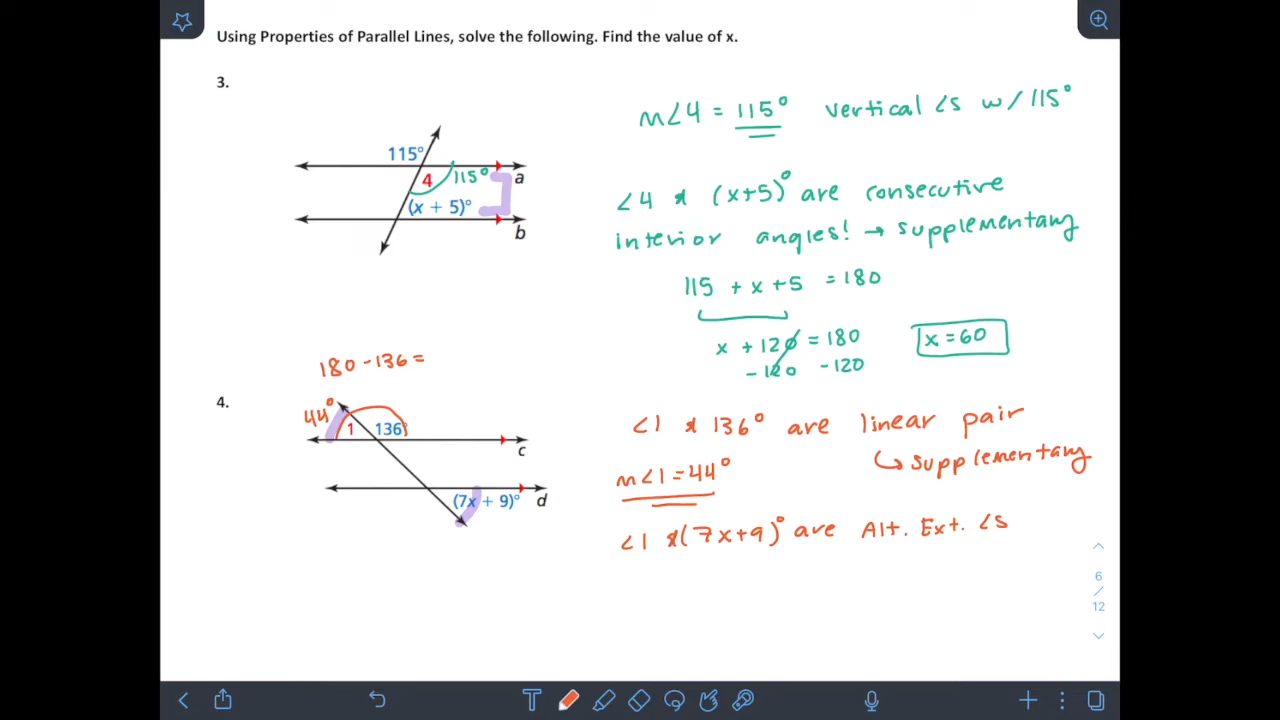 Using Properties of Parallel Lines, solve the following. Find the value of x.
3.
115°
4 115° a
(x + 5)°
b
m∠4 = 115° vertical ∠s w/ 115°
∠4 & (x+5)° are consecutive
interior angles! → supplementary
115 + x + 5 = 180
x + 120 = 180
- 120 - 120
x = 60
180 - 136 =
4.
44°
1 136°
c
(7x + 9)° d
∠1 & 136° are linear pair
↳ supplementary
m∠1 = 44°
∠1 & (7x+9)° are Alt. Ext. ∠s
6
/
12
T